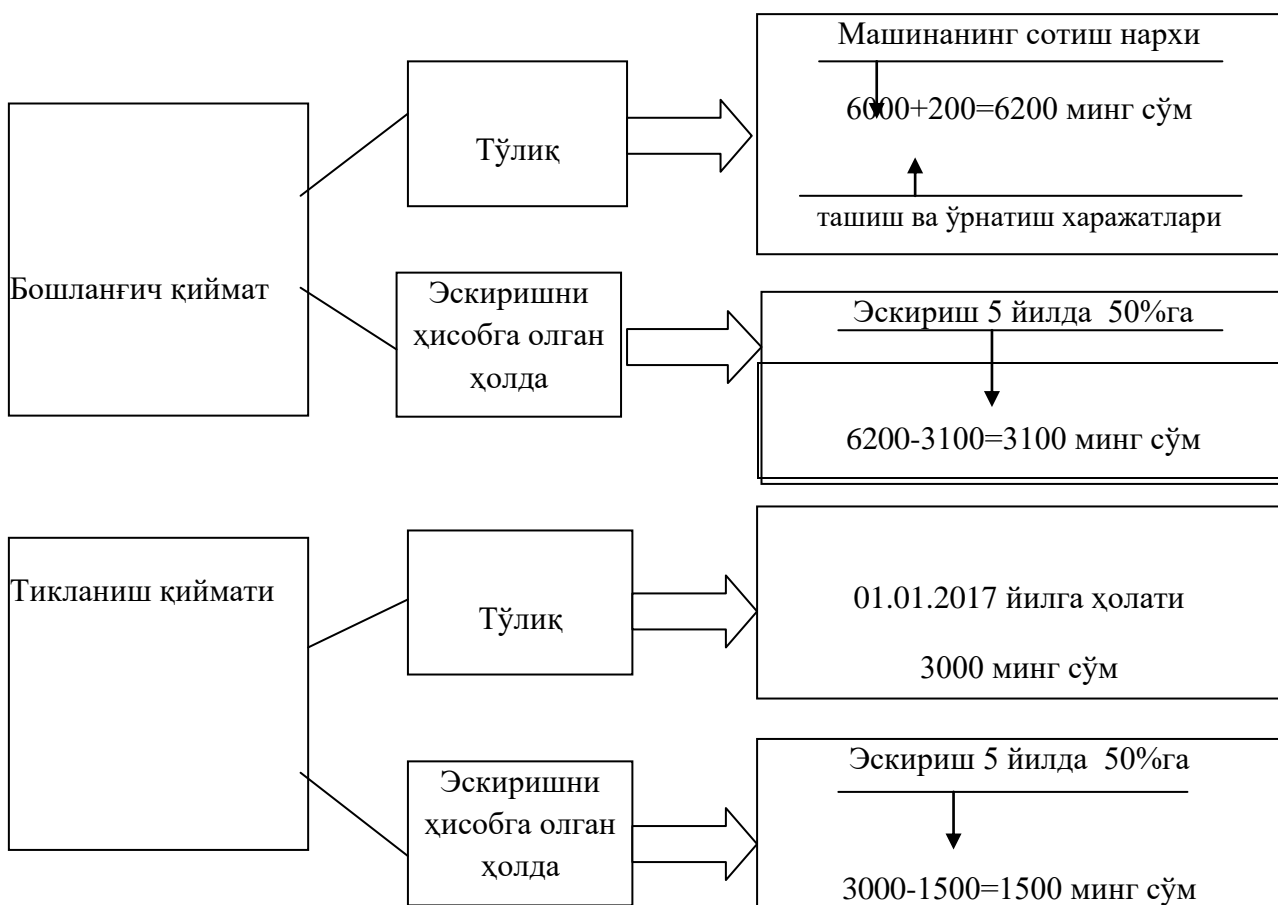 Бошланғич қиймат
Тўлиқ
Машинанинг сотиш нархи
6000+200=6200 минг сўм
ташиш ва ўрнатиш харажатлари
Эскиришни
ҳисобга олган
ҳолда
Эскириш 5 йилда 50%га
6200-3100=3100 минг сўм
Тикланиш қиймати
Тўлиқ
01.01.2017 йилга ҳолати
3000 минг сўм
Эскиришни
ҳисобга олган
ҳолда
Эскириш 5 йилда 50%га
3000-1500=1500 минг сўм